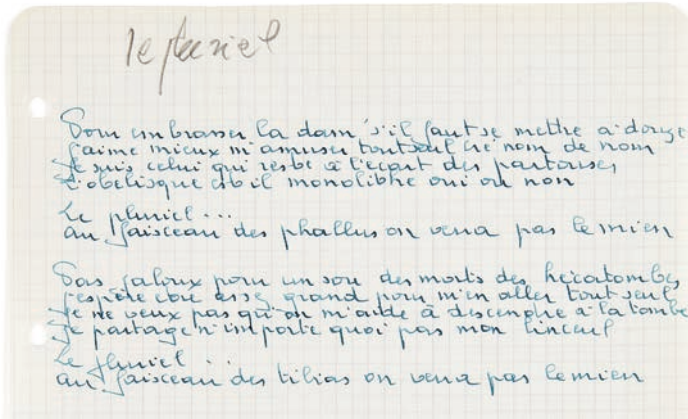 le pluriel
Pour embrasser la dam' s'il faut se mettre à douze
J'aime mieux m'amuser tout seul cré nom de nom
Je suis celui qui reste à l'écart des partouses
L'obélisque est il monolithe oui ou non
Le pluriel...
au faisceau des phallus on verra pas le mien
Pas jaloux pour un sou des morts des hécatombes
J'espère être assez grand pour m'en aller tout seul
Je ne veux pas qu'on m'aide à descendre à la tombe
Je partage n'importe quoi pas mon linceul
Le pluriel...
au faisceau des tibias on verra pas le mien